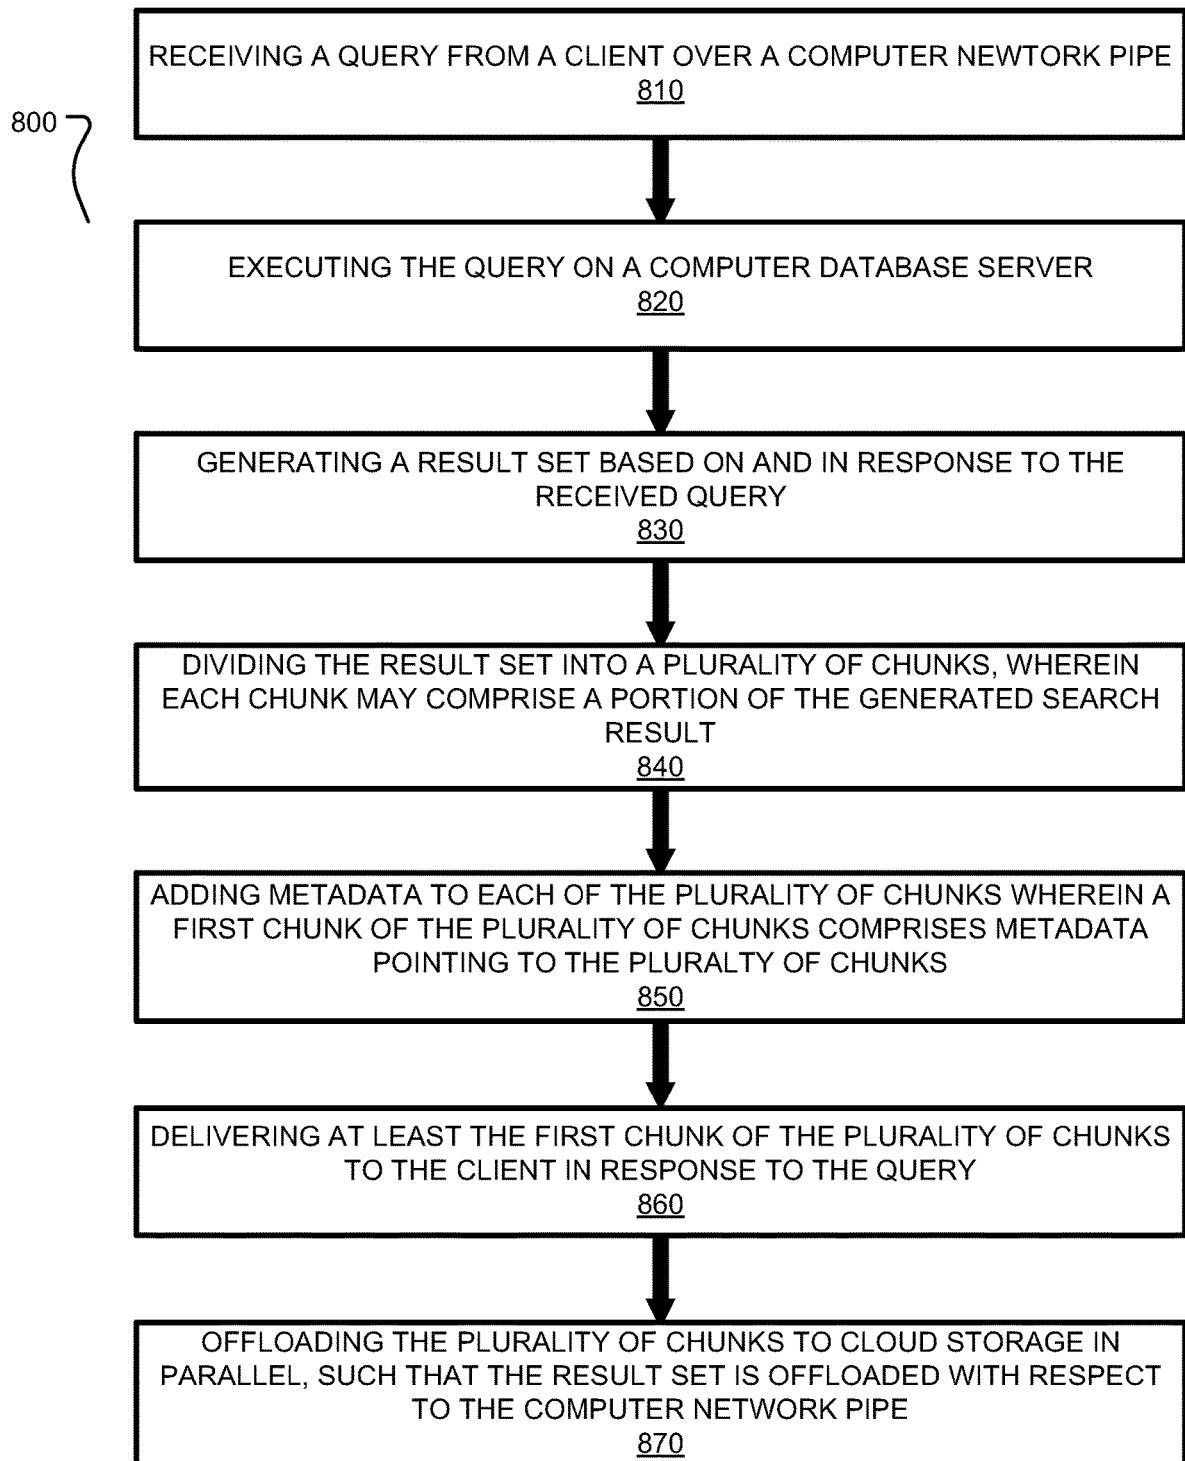 RECEIVING A QUERY FROM A CLIENT OVER A COMPUTER NEWTORK PIPE
810
800
EXECUTING THE QUERY ON A COMPUTER DATABASE SERVER
820
GENERATING A RESULT SET BASED ON AND IN RESPONSE TO THE
RECEIVED QUERY
830
DIVIDING THE RESULT SET INTO A PLURALITY OF CHUNKS, WHEREIN
EACH CHUNK MAY COMPRISE A PORTION OF THE GENERATED SEARCH
RESULT
840
ADDING METADATA TO EACH OF THE PLURALITY OF CHUNKS WHEREIN A
FIRST CHUNK OF THE PLURALITY OF CHUNKS COMPRISES METADATA
POINTING TO THE PLURALTY OF CHUNKS
850
DELIVERING AT LEAST THE FIRST CHUNK OF THE PLURALITY OF CHUNKS
TO THE CLIENT IN RESPONSE TO THE QUERY
860
OFFLOADING THE PLURALITY OF CHUNKS TO CLOUD STORAGE IN
PARALLEL, SUCH THAT THE RESULT SET IS OFFLOADED WITH RESPECT
TO THE COMPUTER NETWORK PIPE
870